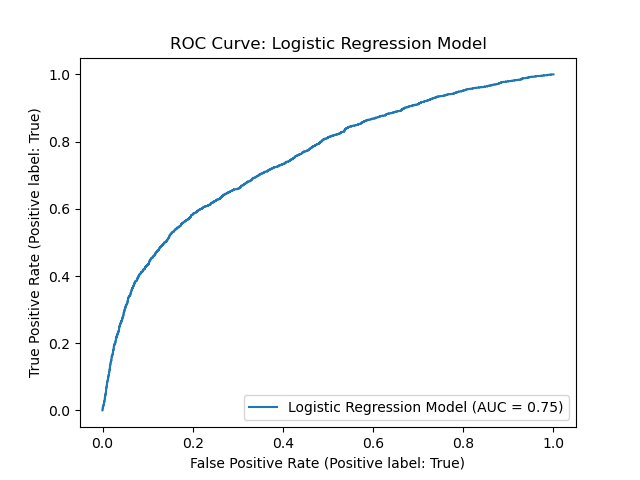 ROC Curve: Logistic Regression Model
1.0
0.8
0.6
0.4
0.2
0.0
True Positive Rate (Positive label: True)
Logistic Regression Model (AUC = 0.75)
0.0 0.2 0.4 0.6 0.8 1.0
False Positive Rate (Positive label: True)